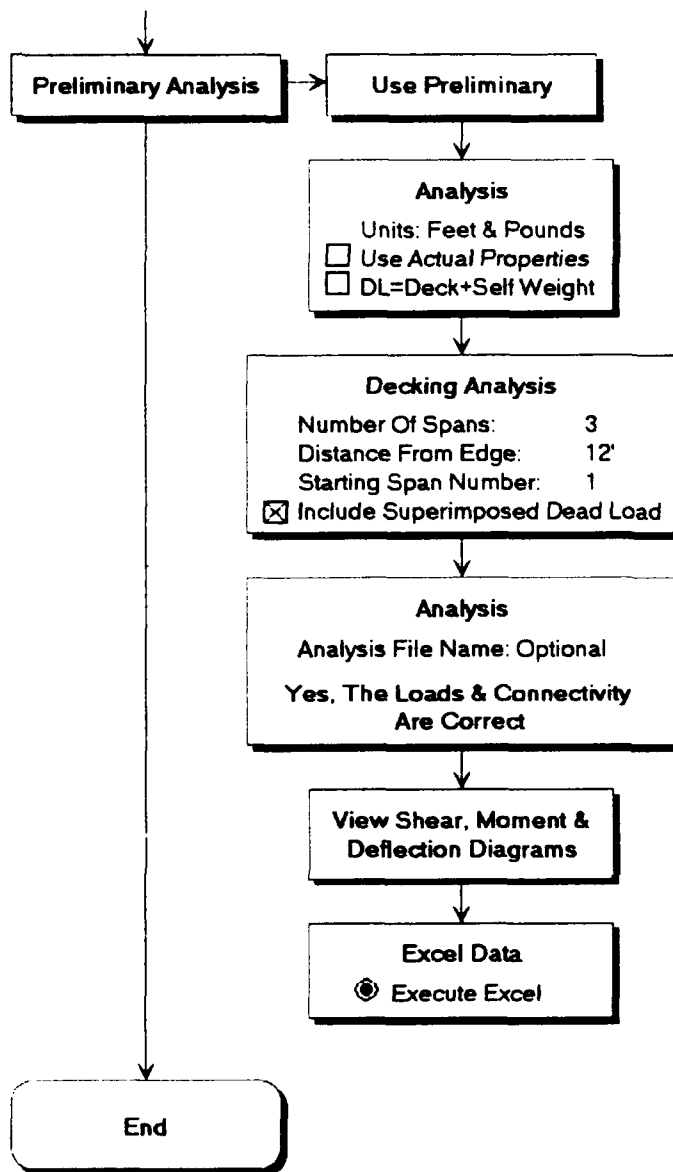 Preliminary Analysis
Use Preliminary
Analysis
Units: Feet & Pounds
Use Actual Properties
DL=Deck+Self Weight
Decking Analysis
Number Of Spans: 3
Distance From Edge: 12'
Starting Span Number: 1
Include Superimposed Dead Load
Analysis
Analysis File Name: Optional
Yes, The Loads & Connectivity
Are Correct
View Shear, Moment &
Deflection Diagrams
Excel Data
Execute Excel
End